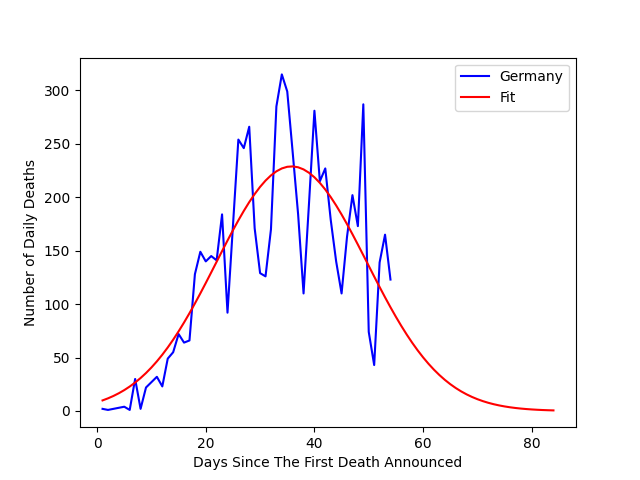 Germany
Fit
Number of Daily Deaths
300
250
200
150
100
50
0
0 20 40 60 80
Days Since The First Death Announced